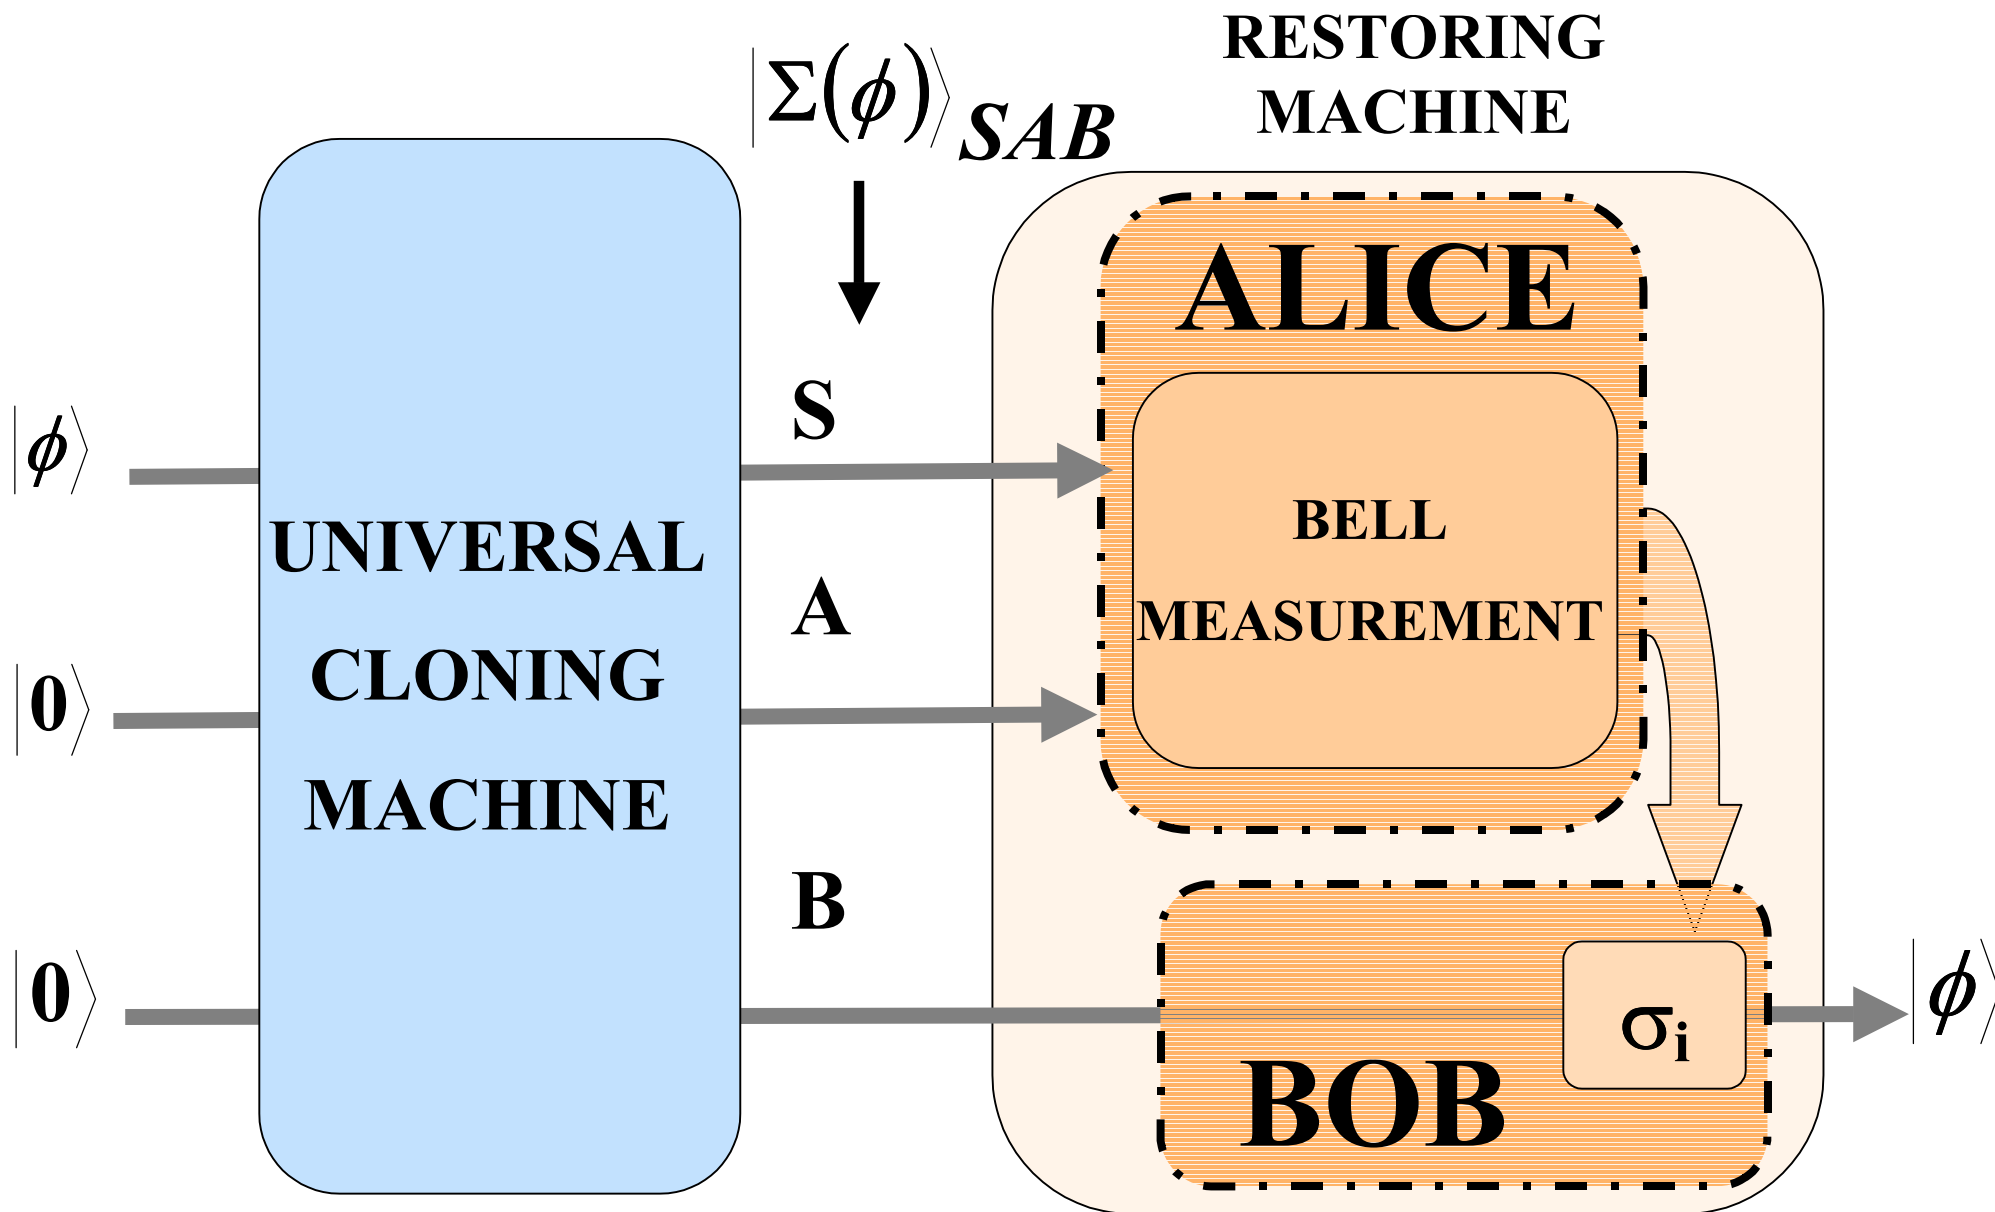 RESTORING
MACHINE
|Σ(ϕ)⟩SAB
ALICE
S
|ϕ⟩
BELL
UNIVERSAL
A
MEASUREMENT
CLONING
|0⟩
MACHINE
B
|0⟩
|ϕ⟩
σi
BOB